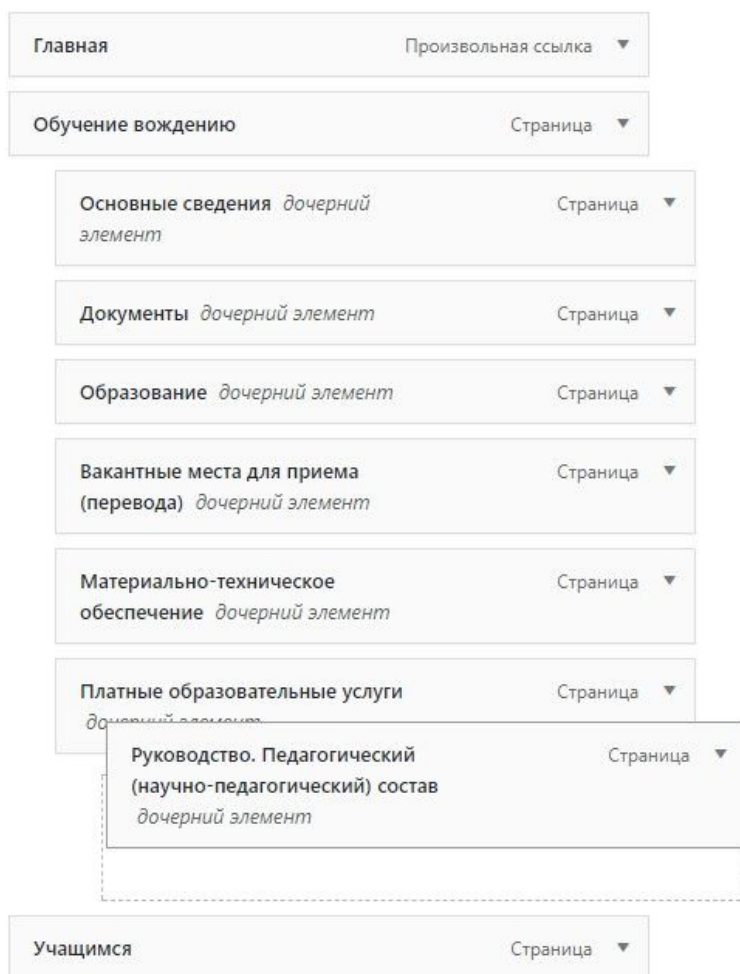 Главная Произвольная ссылка
Обучение вождению Страница
Основные сведения дочерний Страница
элемент
Документы дочерний элемент Страница
Образование дочерний элемент Страница
Вакантные места для приема Страница
(перевода) дочерний элемент
Материально-техническое Страница
обеспечение дочерний элемент
Платные образовательные услуги Страница
дочерний элемент
Руководство. Педагогический Страница
(научно-педагогический) состав
дочерний элемент
Учащимся Страница